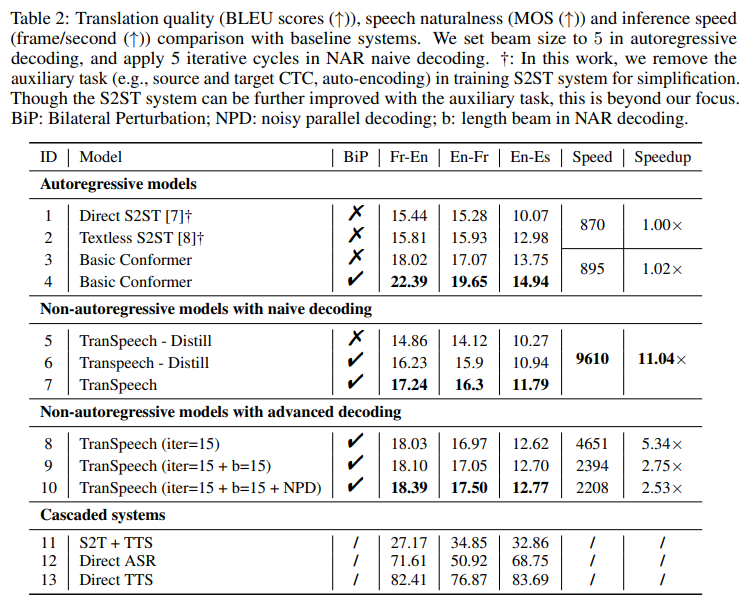 Table 2: Translation quality (BLEU scores (↑)), speech naturalness (MOS (↑)) and inference speed
(frame/second (↑)) comparison with baseline systems. We set beam size to 5 in autoregressive
decoding, and apply 5 iterative cycles in NAR naive decoding. †: In this work, we remove the
auxiliary task (e.g., source and target CTC, auto-encoding) in training S2ST system for simplification.
Though the S2ST system can be further improved with the auxiliary task, this is beyond our focus.
BiP: Bilateral Perturbation; NPD: noisy parallel decoding; b: length beam in NAR decoding.
ID Model BiP Fr-En En-Fr En-Es Speed Speedup
Autoregressive models
1 Direct S2ST [7]† ✗ 15.44 15.28 10.07 870 1.00×
2 Textless S2ST [8]† ✗ 15.81 15.93 12.98
3 Basic Conformer ✗ 18.02 17.07 13.75 895 1.02×
4 Basic Conformer ✓ 22.39 19.65 14.94
Non-autoregressive models with naive decoding
5 TranSpeech - Distill ✗ 14.86 14.12 10.27
6 Transpeech - Distill ✓ 16.23 15.9 10.94 9610 11.04×
7 TranSpeech ✓ 17.24 16.3 11.79
Non-autoregressive models with advanced decoding
8 TranSpeech (iter=15) ✓ 18.03 16.97 12.62 4651 5.34×
9 TranSpeech (iter=15 + b=15) ✓ 18.10 17.05 12.70 2394 2.75×
10 TranSpeech (iter=15 + b=15 + NPD) ✓ 18.39 17.50 12.77 2208 2.53×
Cascaded systems
11 S2T + TTS / 27.17 34.85 32.86 / /
12 Direct ASR / 71.61 50.92 68.75 / /
13 Direct TTS / 82.41 76.87 83.69 / /